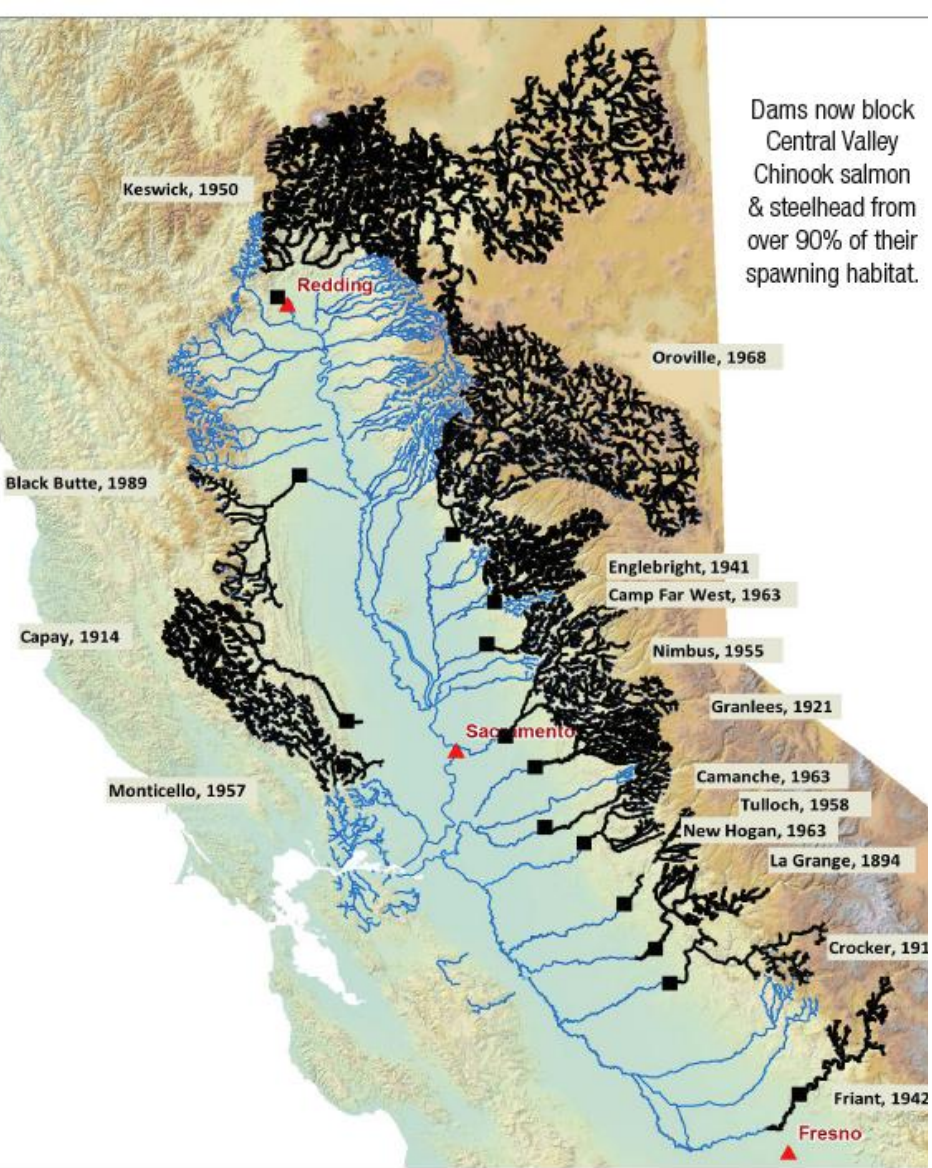 Dams now block
Central Valley
Chinook salmon
& steelhead from
over 90% of their
spawning habitat.
Keswick, 1950
Redding
Oroville, 1968
Black Butte, 1989
Englebright, 1941
Camp Far West, 1963
Capay, 1914
Nimbus, 1955
Granlees, 1921
Sacramento
Camanche, 1963
Monticello, 1957
Tulloch, 1958
New Hogan, 1963
La Grange, 1894
Crocker, 191
Friant, 1942
Fresno